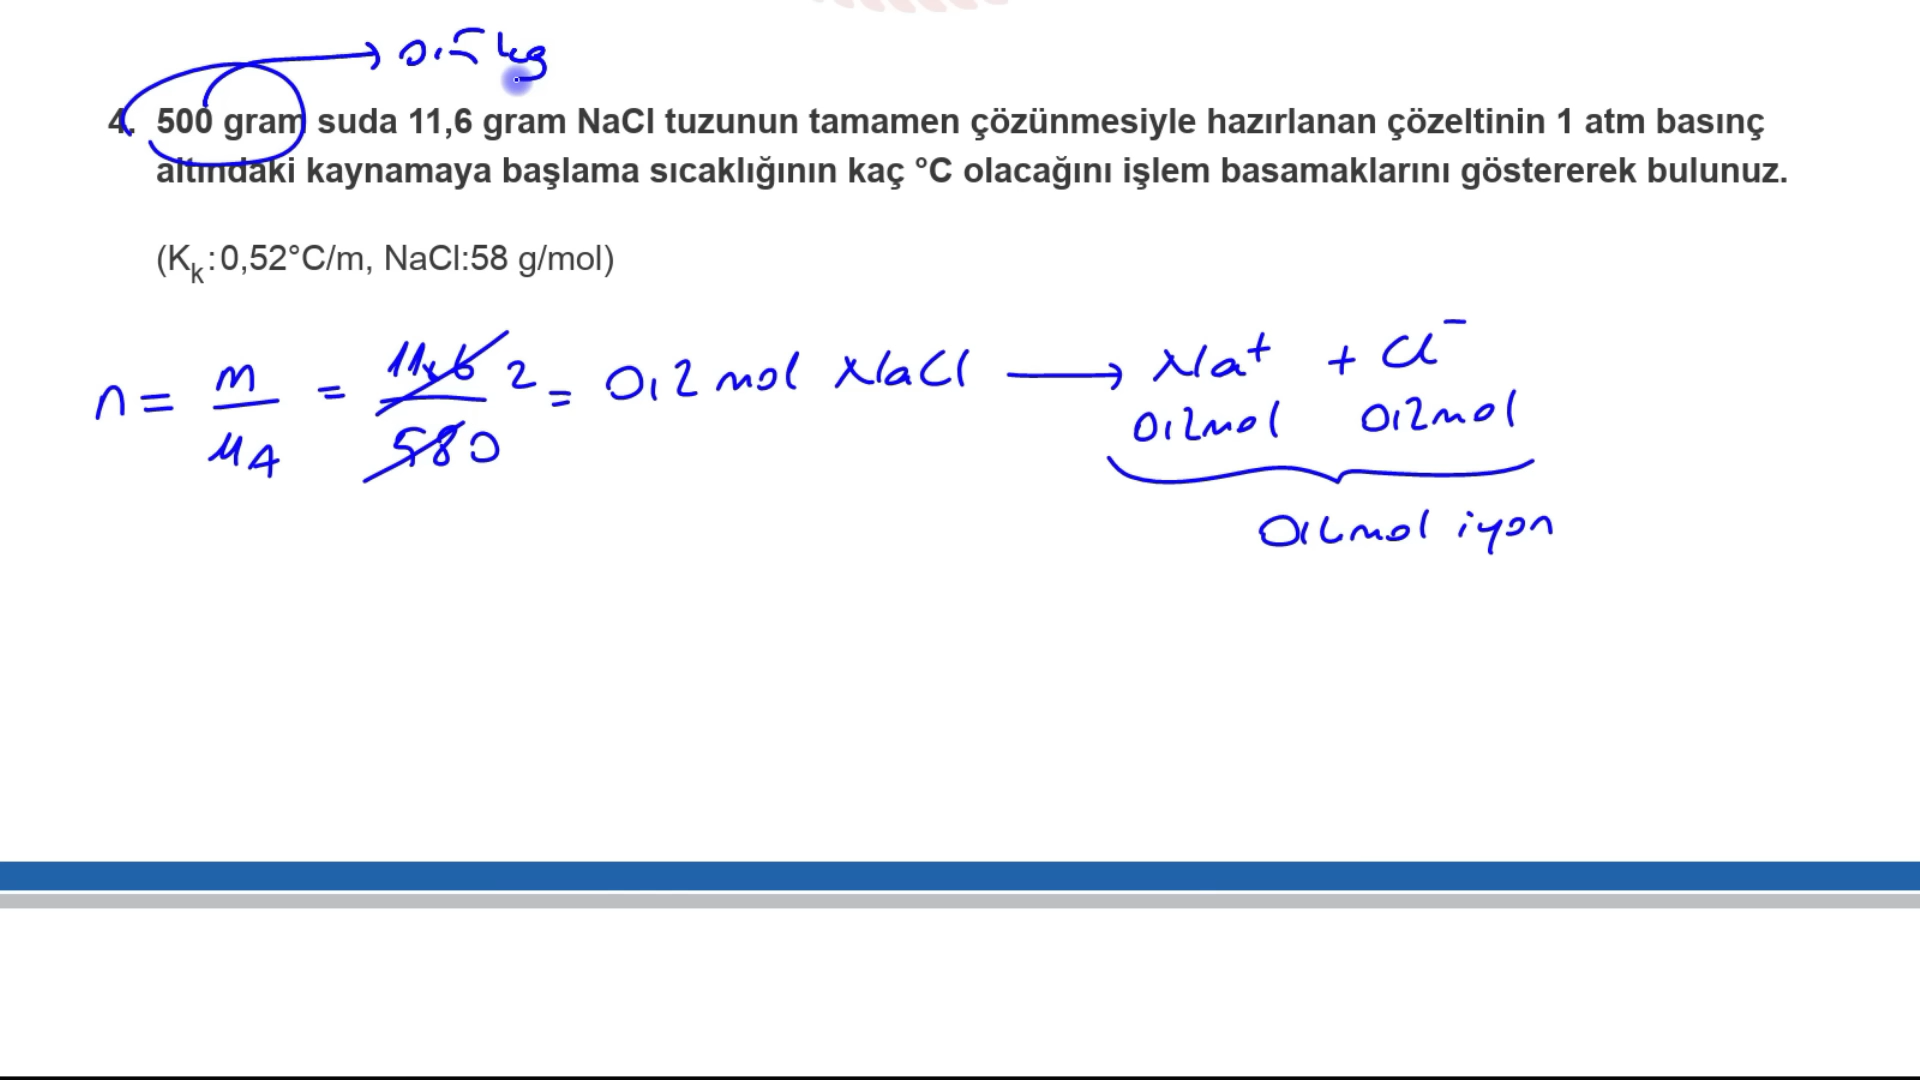 → 0,5 kg
4. 500 gram suda 11,6 gram NaCl tuzunun tamamen çözünmesiyle hazırlanan çözeltinin 1 atm basınç
altındaki kaynamaya başlama sıcaklığının kaç °C olacağını işlem basamaklarını göstererek bulunuz.
(Kk:0,52°C/m, NaCl:58 g/mol)
n = m / MA = 11,6 / 580 2 = 0,2 mol NaCl → Na+ + Cl-
0,2mol 0,2mol
0,4mol iyon